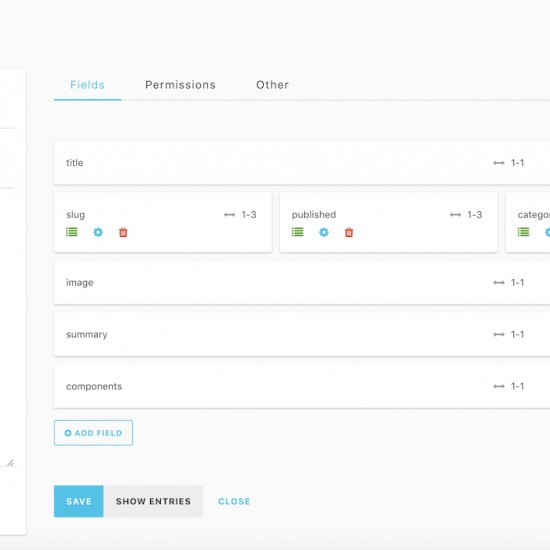 Fields Permissions Other
title 1-1
slug 1-3 published 1-3
image 1-1
summary 1-1
components 1-1
ADD FIELD
SAVE SHOW ENTRIES CLOSE